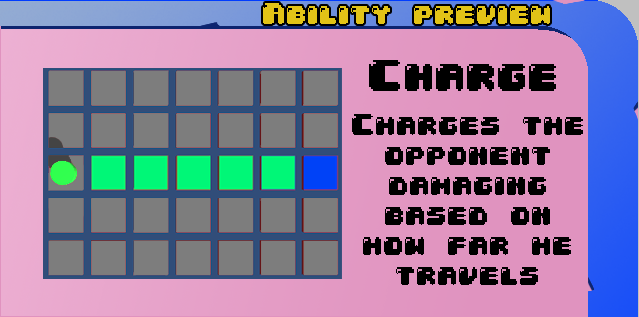 Ability preview
Charge
Charges the
opponent
damaging
based on
how far he
travels